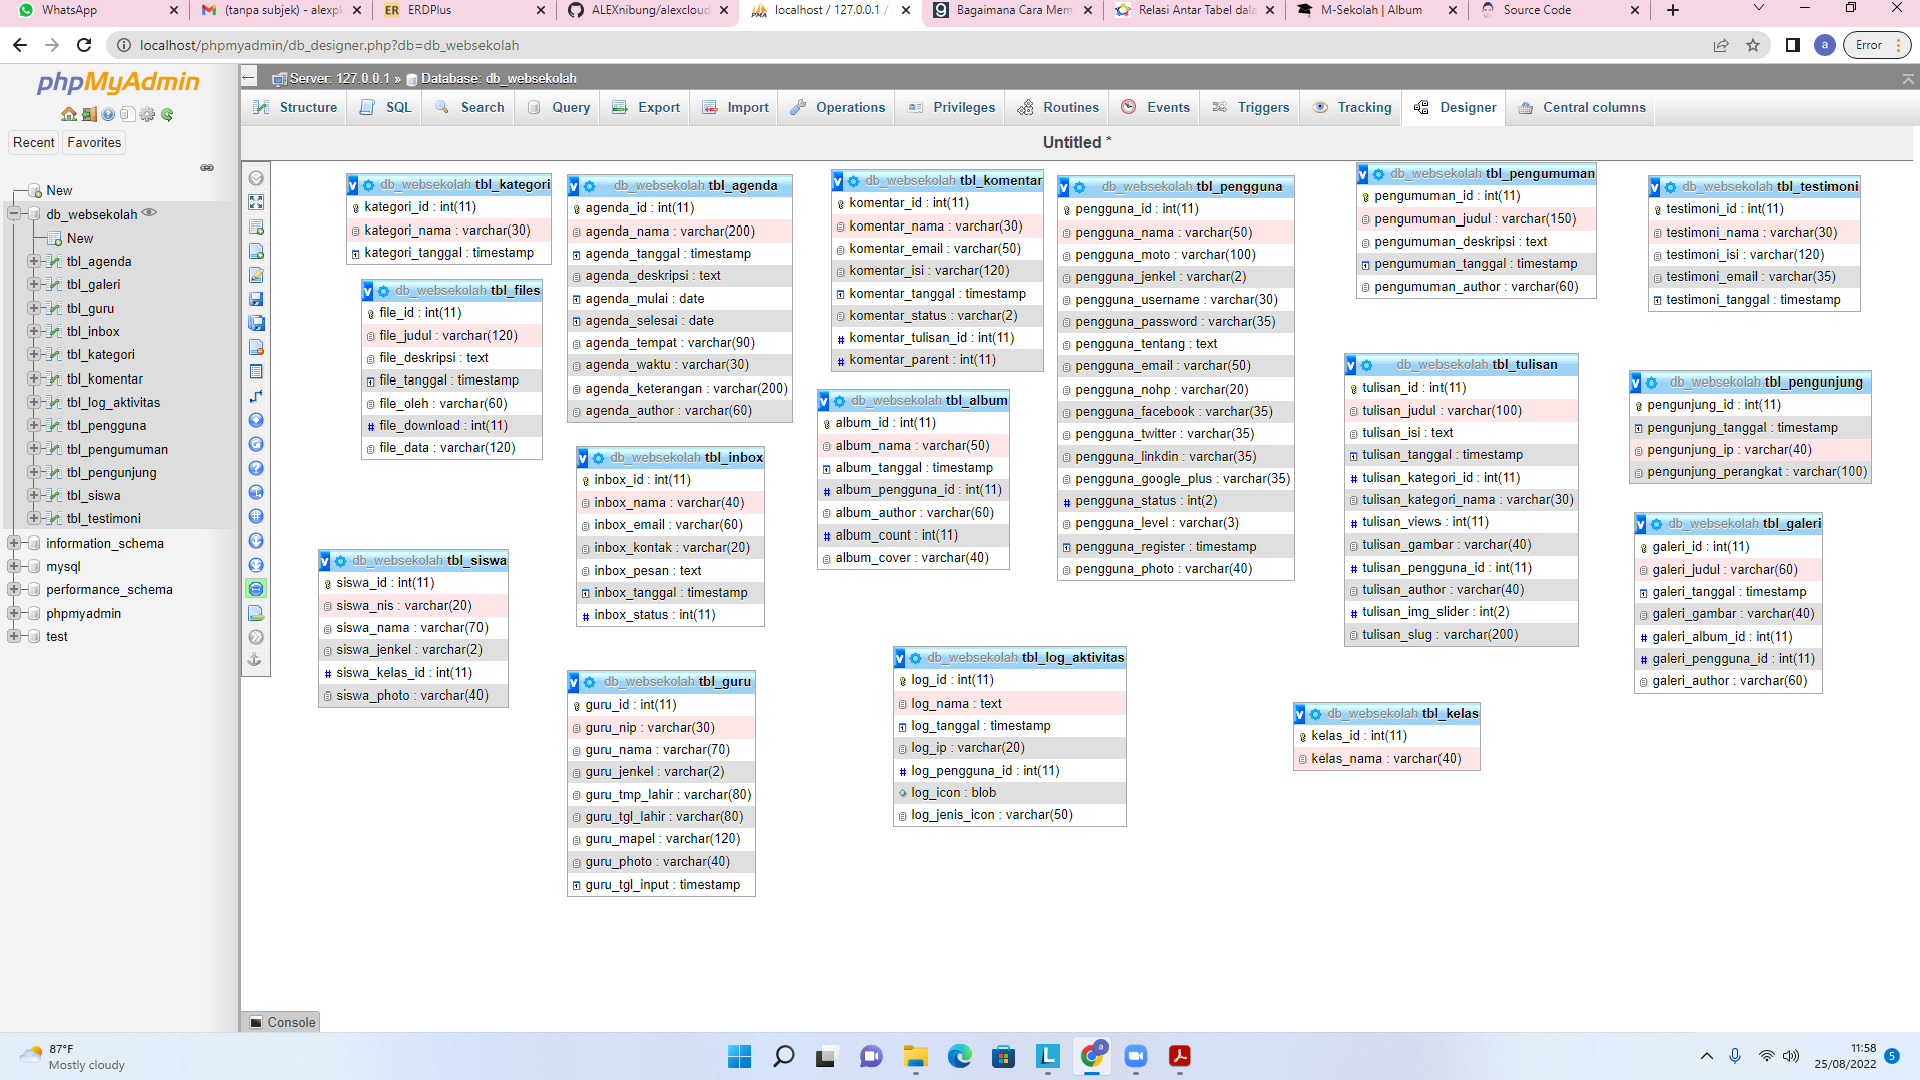 WhatsApp
(tanpa subjek) - alexpk
ERDPlus
ALEXnibung/alexcloud
localhost / 127.0.0.1 /
Bagaimana Cara Mem
Relasi Antar Tabel dala
M-Sekolah | Album
Source Code
localhost/phpmyadmin/db_designer.php?db=db_websekolah
a
Error
phpMyAdmin
Recent
Favorites
New
db_websekolah
New
tbl_agenda
tbl_galeri
tbl_guru
tbl_inbox
tbl_kategori
tbl_komentar
tbl_log_aktivitas
tbl_pengguna
tbl_pengumuman
tbl_pengunjung
tbl_siswa
tbl_testimoni
information_schema
mysql
performance_schema
phpmyadmin
test
Server: 127.0.0.1 » Database: db_websekolah
Structure
SQL
Search
Query
Export
Import
Operations
Privileges
Routines
Events
Triggers
Tracking
Designer
Central columns
Untitled *
db_websekolah tbl_kategori
kategori_id : int(11)
kategori_nama : varchar(30)
kategori_tanggal : timestamp
db_websekolah tbl_files
file_id : int(11)
file_judul : varchar(120)
file_deskripsi : text
file_tanggal : timestamp
file_oleh : varchar(60)
file_download : int(11)
file_data : varchar(120)
db_websekolah tbl_siswa
siswa_id : int(11)
siswa_nis : varchar(20)
siswa_nama : varchar(70)
siswa_jenkel : varchar(2)
siswa_kelas_id : int(11)
siswa_photo : varchar(40)
db_websekolah tbl_agenda
agenda_id : int(11)
agenda_nama : varchar(200)
agenda_tanggal : timestamp
agenda_deskripsi : text
agenda_mulai : date
agenda_selesai : date
agenda_tempat : varchar(90)
agenda_waktu : varchar(30)
agenda_keterangan : varchar(200)
agenda_author : varchar(60)
db_websekolah tbl_inbox
inbox_id : int(11)
inbox_nama : varchar(40)
inbox_email : varchar(60)
inbox_kontak : varchar(20)
inbox_pesan : text
inbox_tanggal : timestamp
inbox_status : int(11)
db_websekolah tbl_guru
guru_id : int(11)
guru_nip : varchar(30)
guru_nama : varchar(70)
guru_jenkel : varchar(2)
guru_tmp_lahir : varchar(80)
guru_tgl_lahir : varchar(80)
guru_mapel : varchar(120)
guru_photo : varchar(40)
guru_tgl_input : timestamp
db_websekolah tbl_komentar
komentar_id : int(11)
komentar_nama : varchar(30)
komentar_email : varchar(50)
komentar_isi : varchar(120)
komentar_tanggal : timestamp
komentar_status : varchar(2)
komentar_tulisan_id : int(11)
komentar_parent : int(11)
db_websekolah tbl_album
album_id : int(11)
album_nama : varchar(50)
album_tanggal : timestamp
album_pengguna_id : int(11)
album_author : varchar(60)
album_count : int(11)
album_cover : varchar(40)
db_websekolah tbl_log_aktivitas
log_id : int(11)
log_nama : text
log_tanggal : timestamp
log_ip : varchar(20)
log_pengguna_id : int(11)
log_icon : blob
log_jenis_icon : varchar(50)
db_websekolah tbl_pengguna
pengguna_id : int(11)
pengguna_nama : varchar(50)
pengguna_moto : varchar(100)
pengguna_jenkel : varchar(2)
pengguna_username : varchar(30)
pengguna_password : varchar(35)
pengguna_tentang : text
pengguna_email : varchar(50)
pengguna_nohp : varchar(20)
pengguna_facebook : varchar(35)
pengguna_twitter : varchar(35)
pengguna_linkdin : varchar(35)
pengguna_google_plus : varchar(35)
pengguna_status : int(2)
pengguna_level : varchar(3)
pengguna_register : timestamp
pengguna_photo : varchar(40)
db_websekolah tbl_pengumuman
pengumuman_id : int(11)
pengumuman_judul : varchar(150)
pengumuman_deskripsi : text
pengumuman_tanggal : timestamp
pengumuman_author : varchar(60)
db_websekolah tbl_tulisan
tulisan_id : int(11)
tulisan_judul : varchar(100)
tulisan_isi : text
tulisan_tanggal : timestamp
tulisan_kategori_id : int(11)
tulisan_kategori_nama : varchar(30)
tulisan_views : int(11)
tulisan_gambar : varchar(40)
tulisan_pengguna_id : int(11)
tulisan_author : varchar(40)
tulisan_img_slider : int(2)
tulisan_slug : varchar(200)
db_websekolah tbl_kelas
kelas_id : int(11)
kelas_nama : varchar(40)
db_websekolah tbl_testimoni
testimoni_id : int(11)
testimoni_nama : varchar(30)
testimoni_isi : varchar(120)
testimoni_email : varchar(35)
testimoni_tanggal : timestamp
db_websekolah tbl_pengunjung
pengunjung_id : int(11)
pengunjung_tanggal : timestamp
pengunjung_ip : varchar(40)
pengunjung_perangkat : varchar(100)
db_websekolah tbl_galeri
galeri_id : int(11)
galeri_judul : varchar(60)
galeri_tanggal : timestamp
galeri_gambar : varchar(40)
galeri_album_id : int(11)
galeri_pengguna_id : int(11)
galeri_author : varchar(60)
Console
87°F
Mostly cloudy
11:58
25/08/2022
5